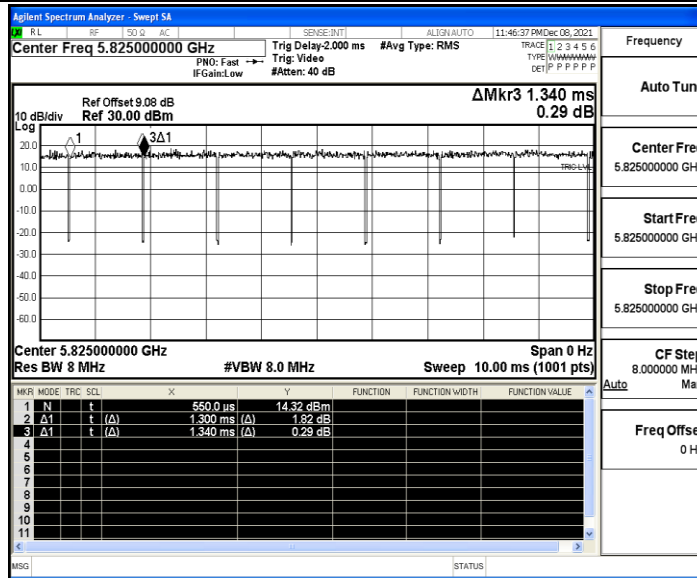 Agilent Spectrum Analyzer - Swept SA
RL RF 50 Ω AC SENSE:INT ALIGN AUTO 11:46:37 PM Dec 08, 2021
Center Freq 5.825000000 GHz
PNO: Fast
IFGain:Low
Trig Delay-2.000 ms
Trig: Video
#Atten: 40 dB
#Avg Type: RMS
TRACE 1 2 3 4 5 6
TYPE
DET P P P P P P
Ref Offset 9.08 dB
10 dB/div Ref 30.00 dBm
Log
ΔMkr3 1.340 ms
0.29 dB
1
3Δ1
20.0
10.0
TRIG LVL
0.00
-10.0
-20.0
-30.0
-40.0
-50.0
-60.0
Center 5.825000000 GHz Span 0 Hz
Res BW 8 MHz #VBW 8.0 MHz Sweep 10.00 ms (1001 pts)
MKR MODE TRC SCL X Y FUNCTION FUNCTION WIDTH FUNCTION VALUE
1 N t 550.0 µs 14.32 dBm
2 Δ1 t (Δ) 1.300 ms (Δ) 1.82 dB
3 Δ1 t (Δ) 1.340 ms (Δ) 0.29 dB
4
5
6
7
8
9
10
11
MSG STATUS
Frequency
Auto Tun
Center Fre
5.825000000 GH
Start Fre
5.825000000 GH
Stop Fre
5.825000000 GH
CF Ste
8.000000 MH
Auto Ma
Freq Offse
0 H